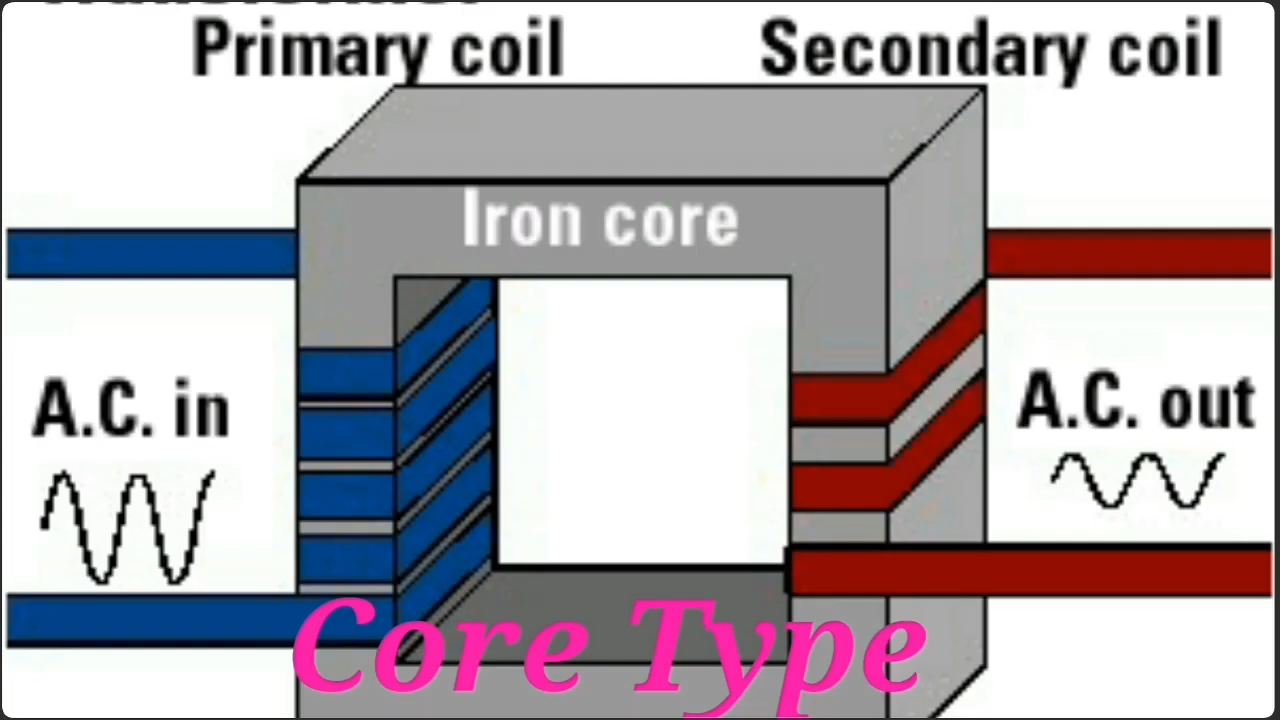 Primary coil Secondary coil
Iron core
A.C. in A.C. out
Core Type